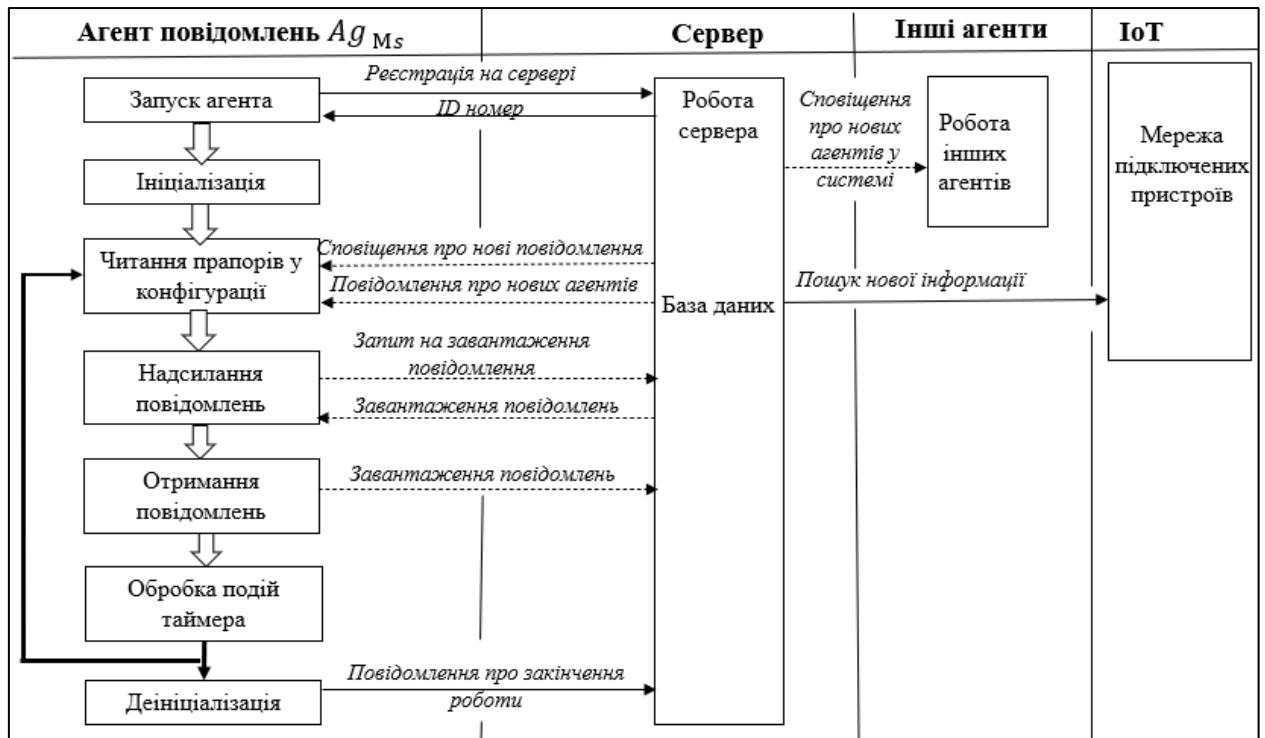 Агент повідомлень Ag Ms
Сервер
Інші агенти
IoT
Запуск агента
Реєстрація на сервері
ID номер
Робота
сервера
Сповіщення
про нових
агентів у
системі
Робота
інших
агентів
Мережа
підключених
пристроїв
Ініціалізація
Читання прапорів у
конфігурації
Сповіщення про нові повідомлення
Повідомлення про нових агентів
База даних
Пошук нової інформації
Надсилання
повідомлень
Запит на завантаження
повідомлення
Завантаження повідомлень
Отримання
повідомлень
Завантаження повідомлень
Обробка подій
таймера
Деініціалізація
Повідомлення про закінчення
роботи